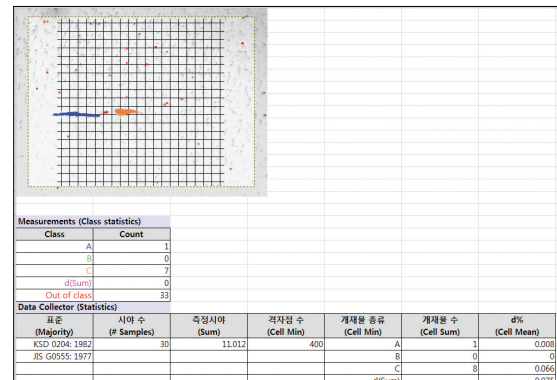 Measurements (Class statistics)
Class Count
A 1
B 0
C 7
d(Sum) 0
Out of class 33
Data Collector (Statistics)
표준 시야 수 측정시야 격자점 수 개재물 종류 개재물 수 d%
(Majority) (# Samples) (Sum) (Cell Min) (Cell Min) (Cell Sum) (Cell Mean)
KSD 0204: 1982 30 11.012 400 A 1 0.008
JIS G0555: 1977 B 0 0
C 8 0.066
d(Sum) 0.075